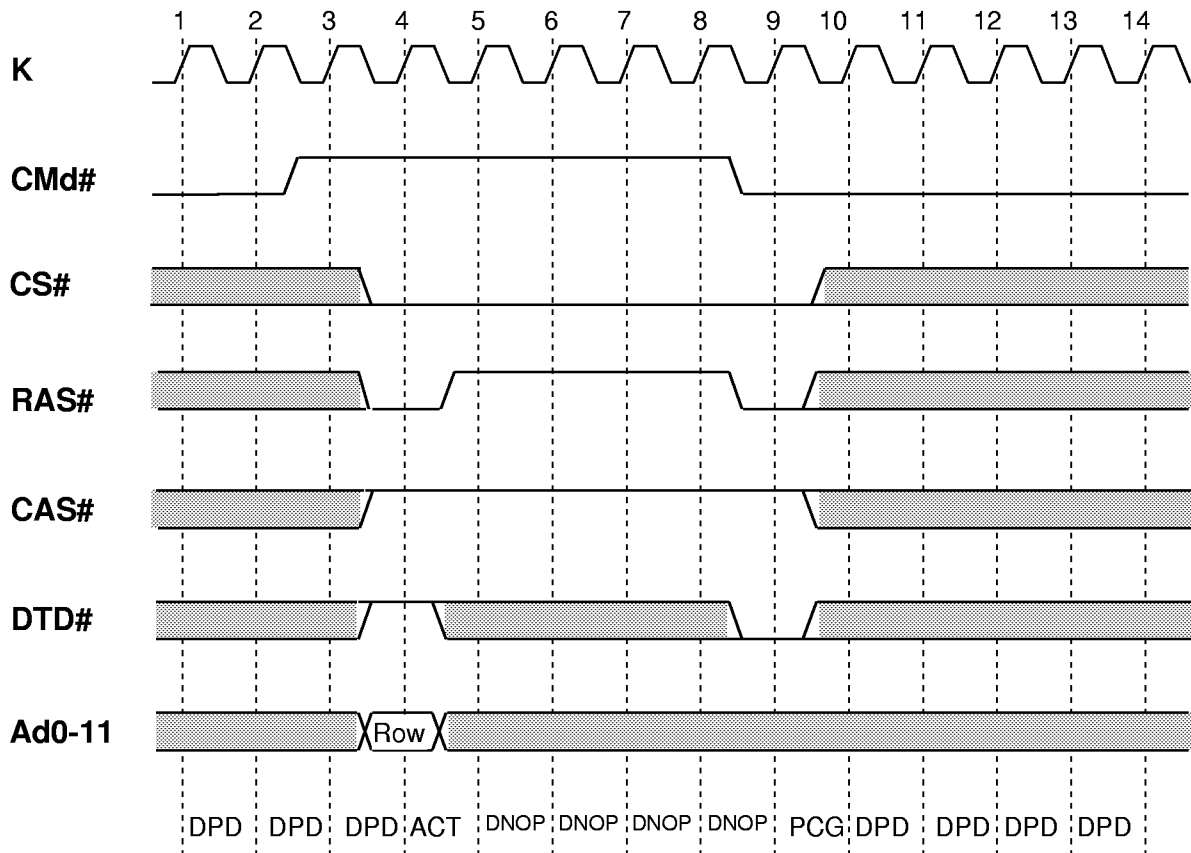 1 2 3 4 5 6 7 8 9 10 11 12 13 14
K
CMd#
CS#
RAS#
CAS#
DTD#
Ad0-11 Row
DPD DPD DPD ACT DNOP DNOP DNOP DNOP PCG DPD DPD DPD DPD